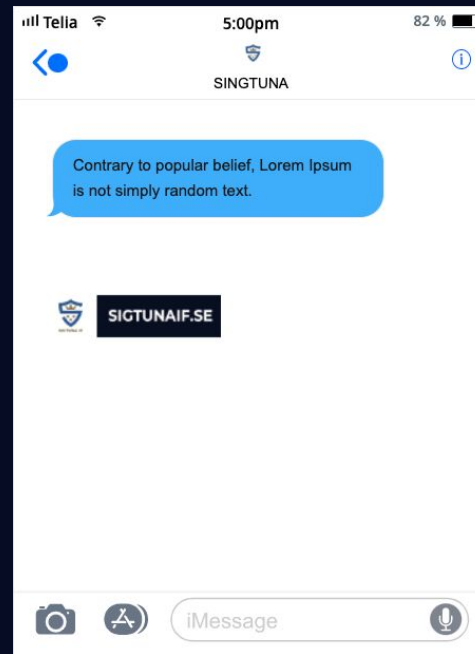 Telia 5:00pm 82 %
SINGTUNA
Contrary to popular belief, Lorem Ipsum
is not simply random text.
SIGTUNAIF.SE
iMessage